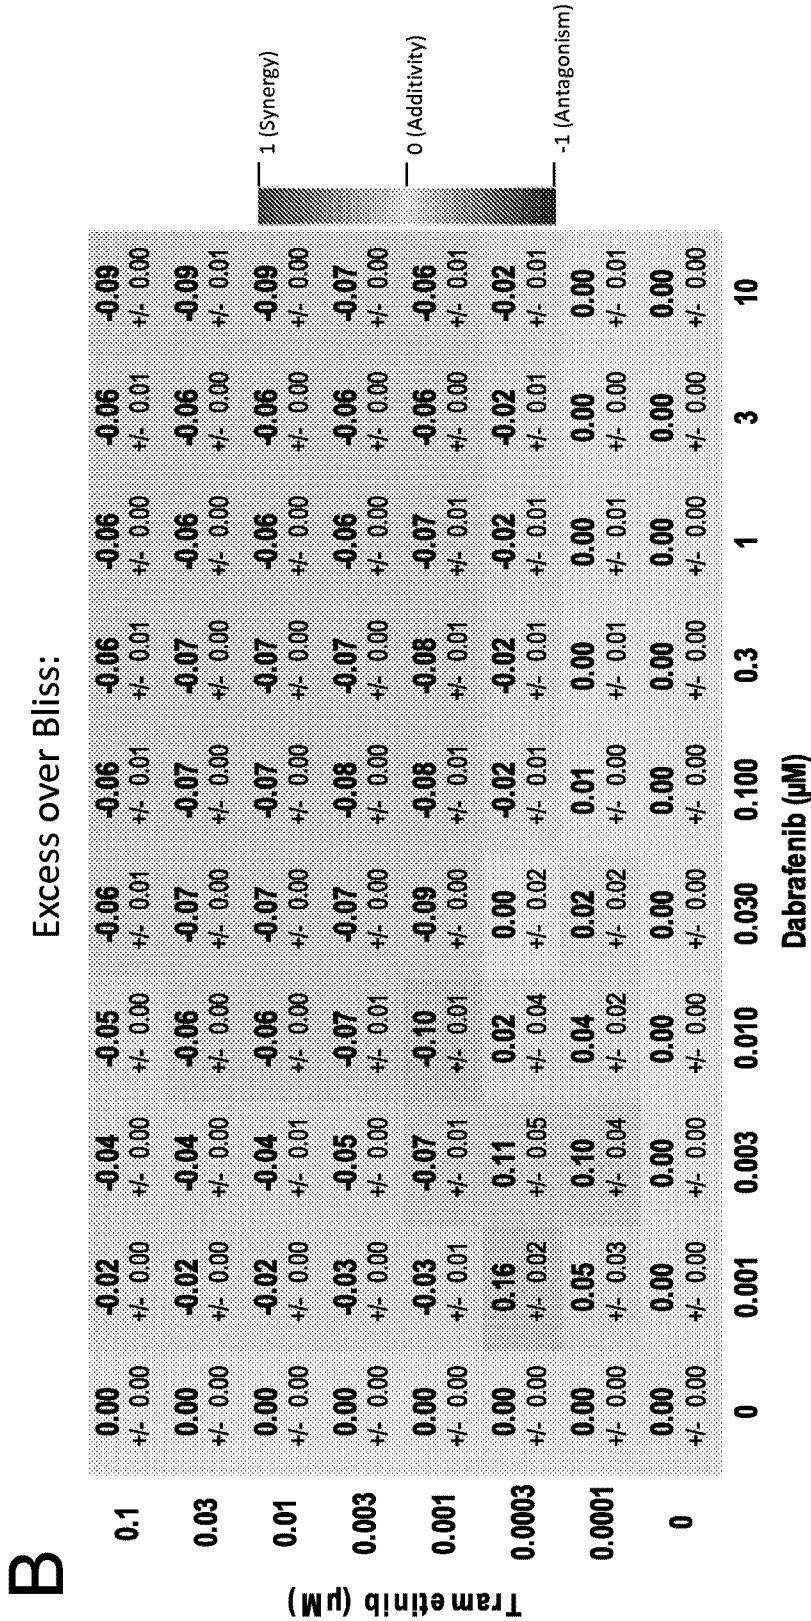 B
Excess over Bliss:
Trametinib (μM)
0.1
0.00 -0.02 -0.04 -0.05 -0.06 -0.06 -0.06 -0.06 -0.06 -0.09
+/- 0.00 +/- 0.00 +/- 0.00 +/- 0.00 +/- 0.01 +/- 0.01 +/- 0.01 +/- 0.00 +/- 0.01 +/- 0.00
0.03
0.00 -0.02 -0.04 -0.06 -0.07 -0.07 -0.07 -0.06 -0.06 -0.09
+/- 0.00 +/- 0.00 +/- 0.00 +/- 0.00 +/- 0.00 +/- 0.00 +/- 0.00 +/- 0.00 +/- 0.00 +/- 0.01
0.01
0.00 -0.02 -0.04 -0.06 -0.07 -0.07 -0.07 -0.06 -0.06 -0.09
+/- 0.00 +/- 0.00 +/- 0.01 +/- 0.00 +/- 0.00 +/- 0.00 +/- 0.00 +/- 0.00 +/- 0.00 +/- 0.00
0.003
0.00 -0.03 -0.05 -0.07 -0.07 -0.08 -0.07 -0.06 -0.06 -0.07
+/- 0.00 +/- 0.00 +/- 0.00 +/- 0.01 +/- 0.00 +/- 0.00 +/- 0.00 +/- 0.00 +/- 0.00 +/- 0.00
0.001
0.00 -0.03 -0.07 -0.10 -0.09 -0.08 -0.08 -0.07 -0.06 -0.06
+/- 0.00 +/- 0.01 +/- 0.01 +/- 0.01 +/- 0.00 +/- 0.01 +/- 0.01 +/- 0.01 +/- 0.00 +/- 0.01
0.0003
0.00 0.16 0.11 0.02 0.00 -0.02 -0.02 -0.02 -0.02 -0.02
+/- 0.00 +/- 0.02 +/- 0.05 +/- 0.04 +/- 0.02 +/- 0.01 +/- 0.01 +/- 0.01 +/- 0.01 +/- 0.01
0.0001
0.00 0.05 0.10 0.04 0.02 0.01 0.00 0.00 0.00 0.00
+/- 0.00 +/- 0.03 +/- 0.04 +/- 0.02 +/- 0.02 +/- 0.00 +/- 0.01 +/- 0.01 +/- 0.00 +/- 0.01
0
0.00 0.00 0.00 0.00 0.00 0.00 0.00 0.00 0.00 0.00
+/- 0.00 +/- 0.00 +/- 0.00 +/- 0.00 +/- 0.00 +/- 0.00 +/- 0.00 +/- 0.00 +/- 0.00 +/- 0.00
0 0.001 0.003 0.010 0.030 0.100 0.3 1 3 10
Dabrafenib (μM)
1 (Synergy)
0 (Additivity)
-1 (Antagonism)